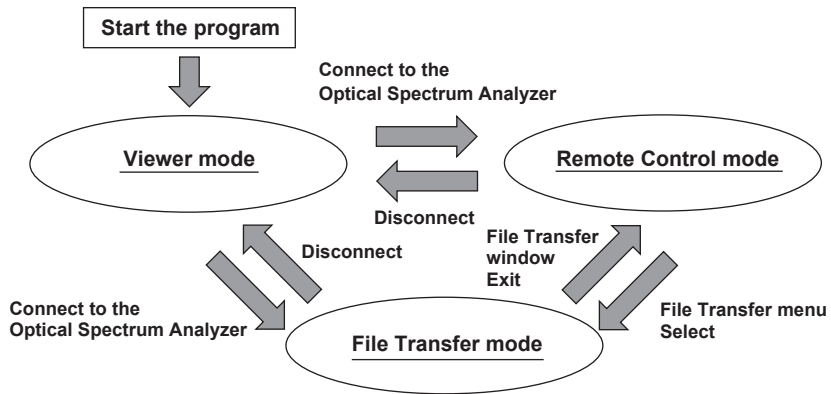 Start the program
Connect to the
Optical Spectrum Analyzer
Viewer mode
Remote Control mode
Disconnect
Disconnect
File Transfer
window
Exit
Connect to the
Optical Spectrum Analyzer
File Transfer menu
Select
File Transfer mode